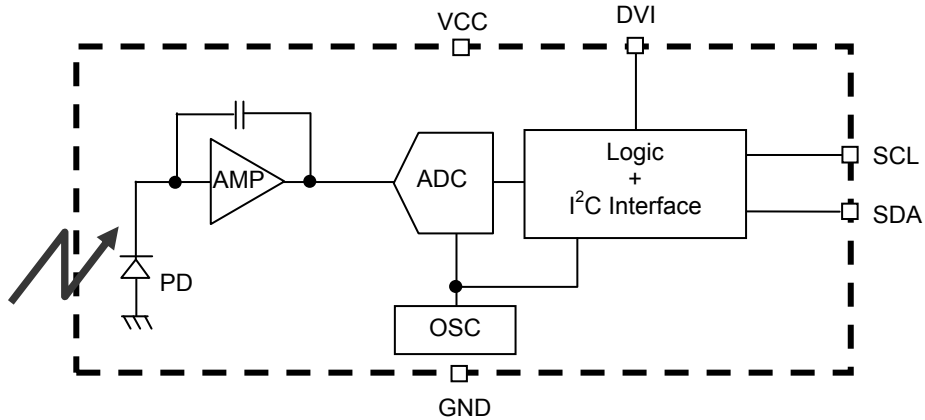 VCC
DVI
AMP
ADC
Logic
+
I²C Interface
SCL
SDA
PD
OSC
GND